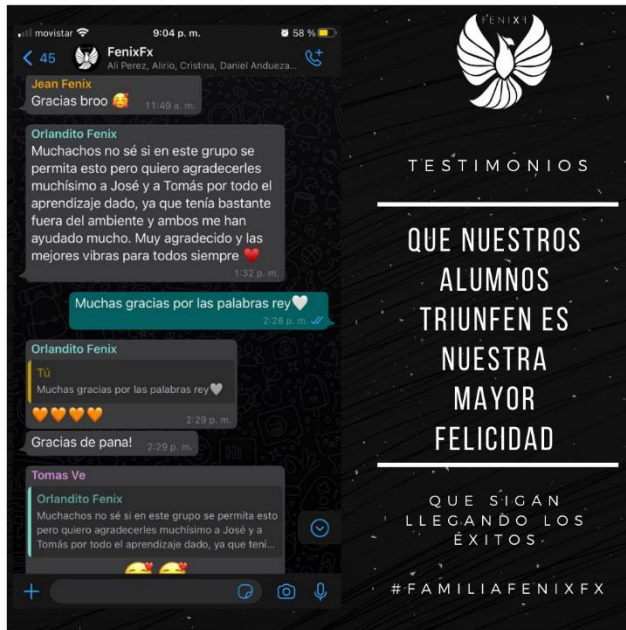 movistar 9:04 p. m. 58 %
45 FenixFx
Ali Perez, Alirio, Cristina, Daniel Andueza...
Jean Fenix
Gracias broo 🥰 11:49 a. m.
Orlandito Fenix
Muchachos no sé si en este grupo se
permita esto pero quiero agradecerles
muchísimo a José y a Tomás por todo el
aprendizaje dado, ya que tenía bastante
fuera del ambiente y ambos me han
ayudado mucho. Muy agradecido y las
mejores vibras para todos siempre ❤️
1:32 p. m.
Muchas gracias por las palabras rey🤍
2:28 p. m.
Orlandito Fenix
Tú
Muchas gracias por las palabras rey🤍
🧡🧡🧡🧡 2:29 p. m.
Gracias de pana! 2:29 p. m.
Tomas Ve
Orlandito Fenix
Muchachos no sé si en este grupo se permita esto
pero quiero agradecerles muchísimo a José y a
Tomás por todo el aprendizaje dado, ya que tení...
🥰 🥰
FENIXF
TESTIMONIOS
QUE NUESTROS
ALUMNOS
TRIUNFEN ES
NUESTRA
MAYOR
FELICIDAD
QUE SIGAN
LLEGANDO LOS
ÉXITOS
#FAMILIAFENIXFX